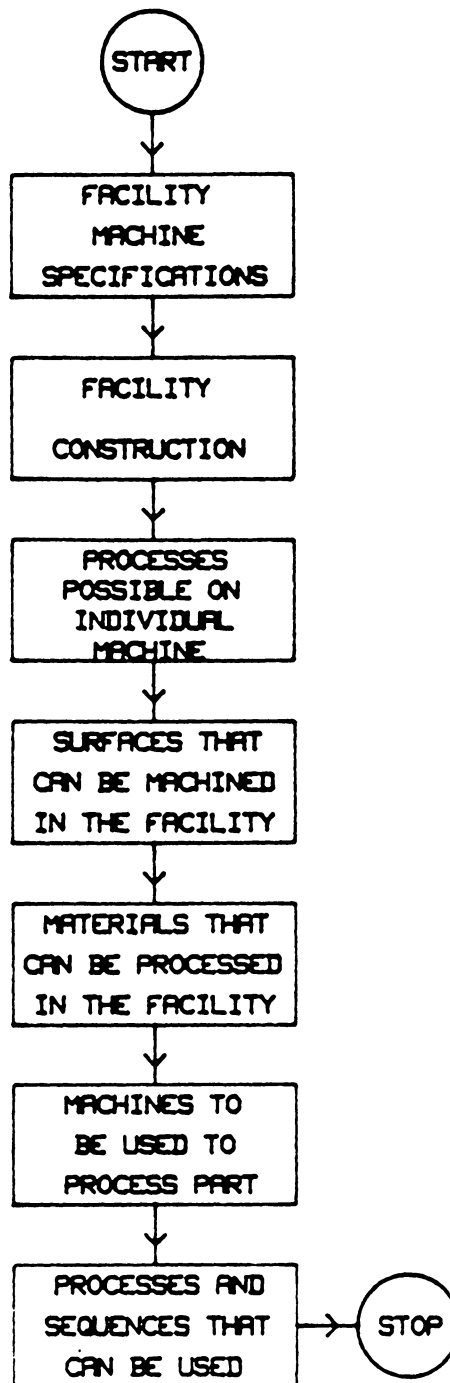 START
FACILITY
MACHINE
SPECIFICATIONS
FACILITY
CONSTRUCTION
PROCESSES
POSSIBLE ON
INDIVIDUAL
MACHINE
SURFACES THAT
CAN BE MACHINED
IN THE FACILITY
MATERIALS THAT
CAN BE PROCESSED
IN THE FACILITY
MACHINES TO
BE USED TO
PROCESS PART
PROCESSES AND
SEQUENCES THAT
CAN BE USED
STOP